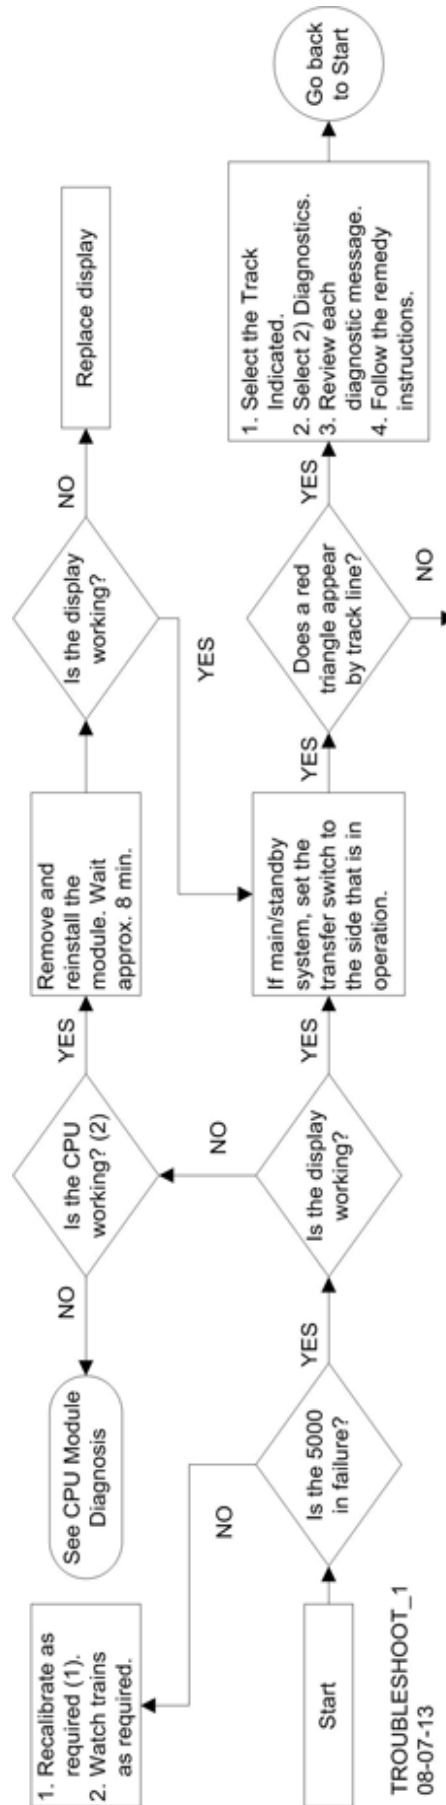 Start
Is the 5000
in failure?
NO
1. Recalibrate as
required (1).
2. Watch trains
as required.
YES
Is the display
working?
NO
Is the CPU
working? (2)
NO
See CPU Module
Diagnosis
YES
Remove and
reinstall the
module. Wait
approx. 8 min.
Is the display
working?
NO
Replace display
YES
YES
If main/standby
system, set the
transfer switch to
the side that is in
operation.
YES
Does a red
triangle appear
by track line?
NO
YES
1. Select the Track
Indicated.
2. Select 2) Diagnostics.
3. Review each
diagnostic message.
4. Follow the remedy
instructions.
Go back
to Start
TROUBLESHOOT_1
08-07-13